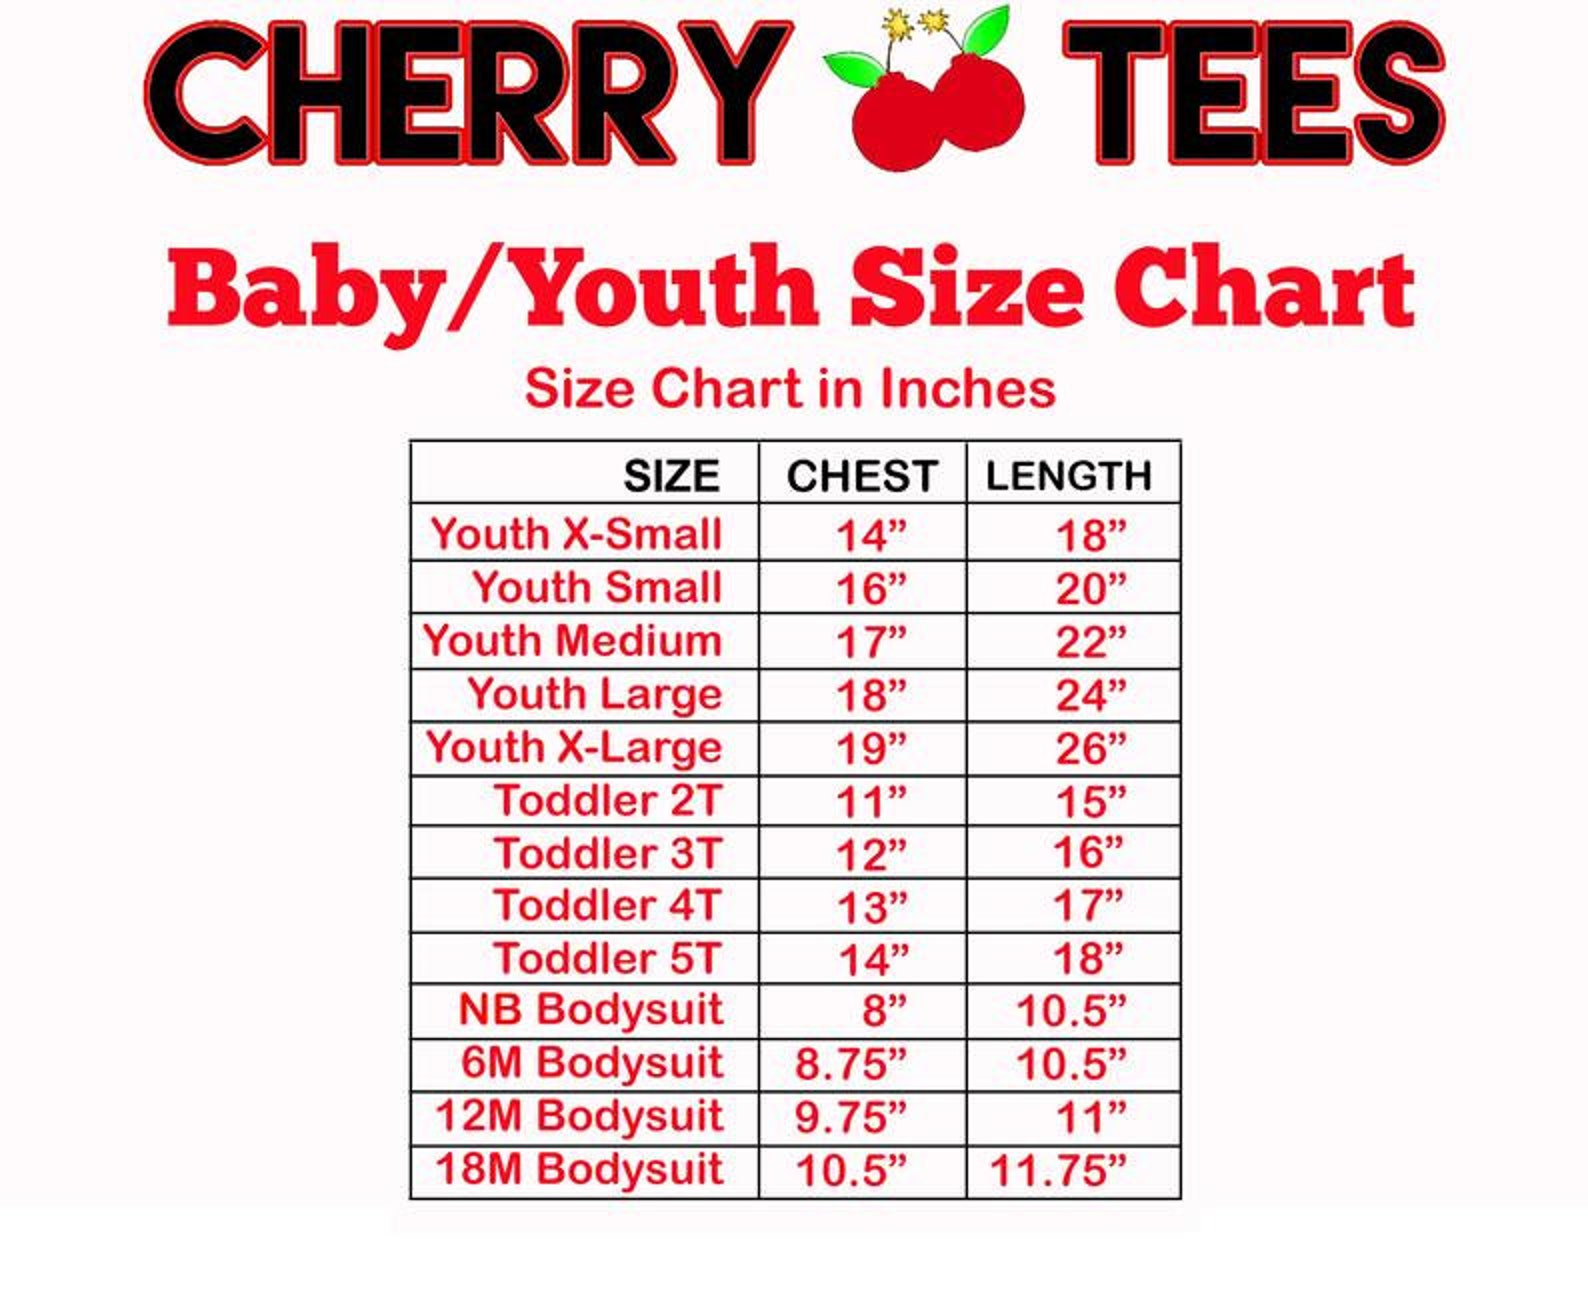 CHERRY TEES
Baby/Youth Size Chart
Size Chart in Inches
SIZE CHEST LENGTH
Youth X-Small 14” 18”
Youth Small 16” 20”
Youth Medium 17” 22”
Youth Large 18” 24”
Youth X-Large 19” 26”
Toddler 2T 11” 15”
Toddler 3T 12” 16”
Toddler 4T 13” 17”
Toddler 5T 14” 18”
NB Bodysuit 8” 10.5”
6M Bodysuit 8.75” 10.5”
12M Bodysuit 9.75” 11”
18M Bodysuit 10.5” 11.75”